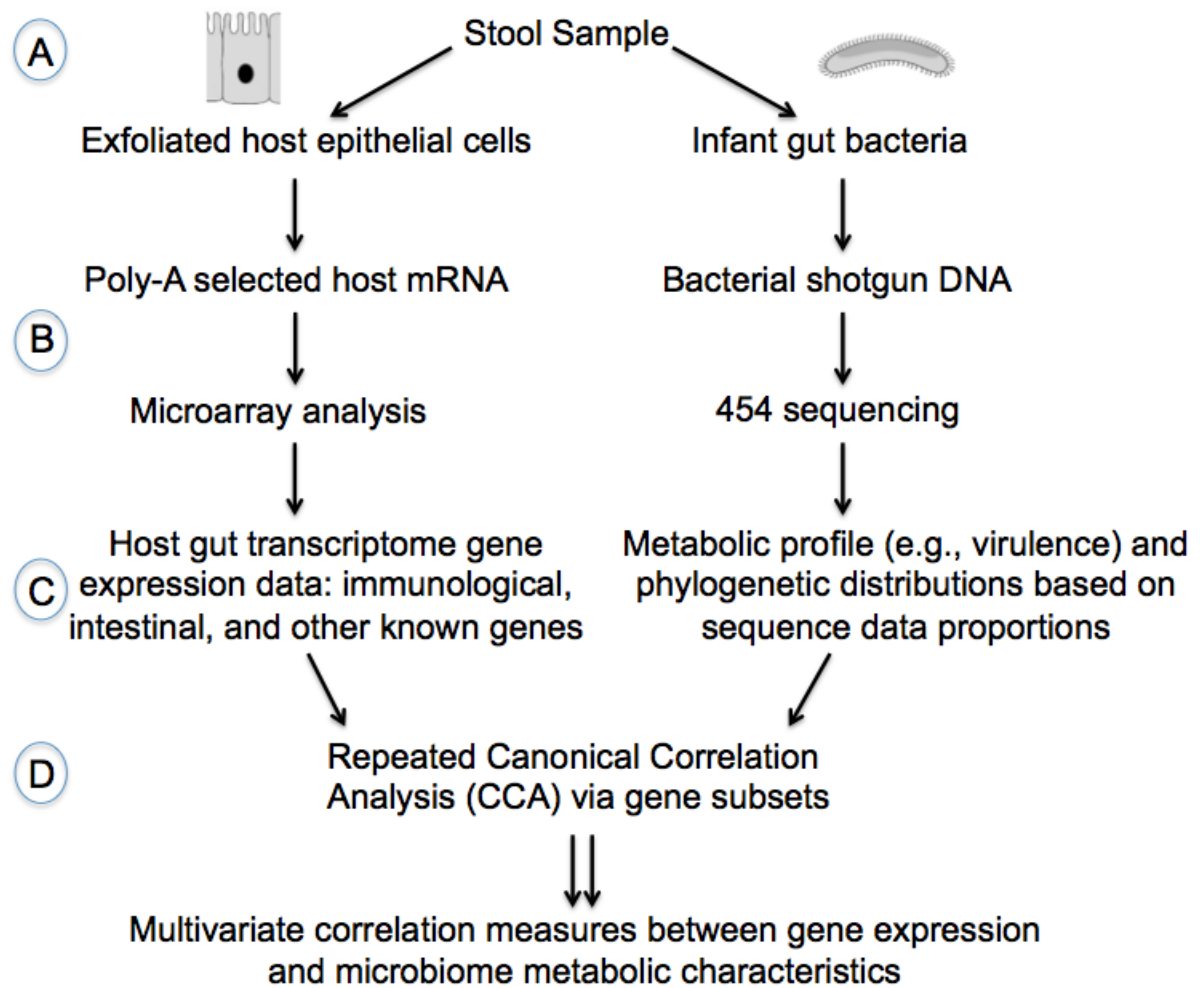 A
Stool Sample
Exfoliated host epithelial cells
Infant gut bacteria
Poly-A selected host mRNA
Bacterial shotgun DNA
B
Microarray analysis
454 sequencing
C
Host gut transcriptome gene
expression data: immunological,
intestinal, and other known genes
Metabolic profile (e.g., virulence) and
phylogenetic distributions based on
sequence data proportions
D
Repeated Canonical Correlation
Analysis (CCA) via gene subsets
Multivariate correlation measures between gene expression
and microbiome metabolic characteristics